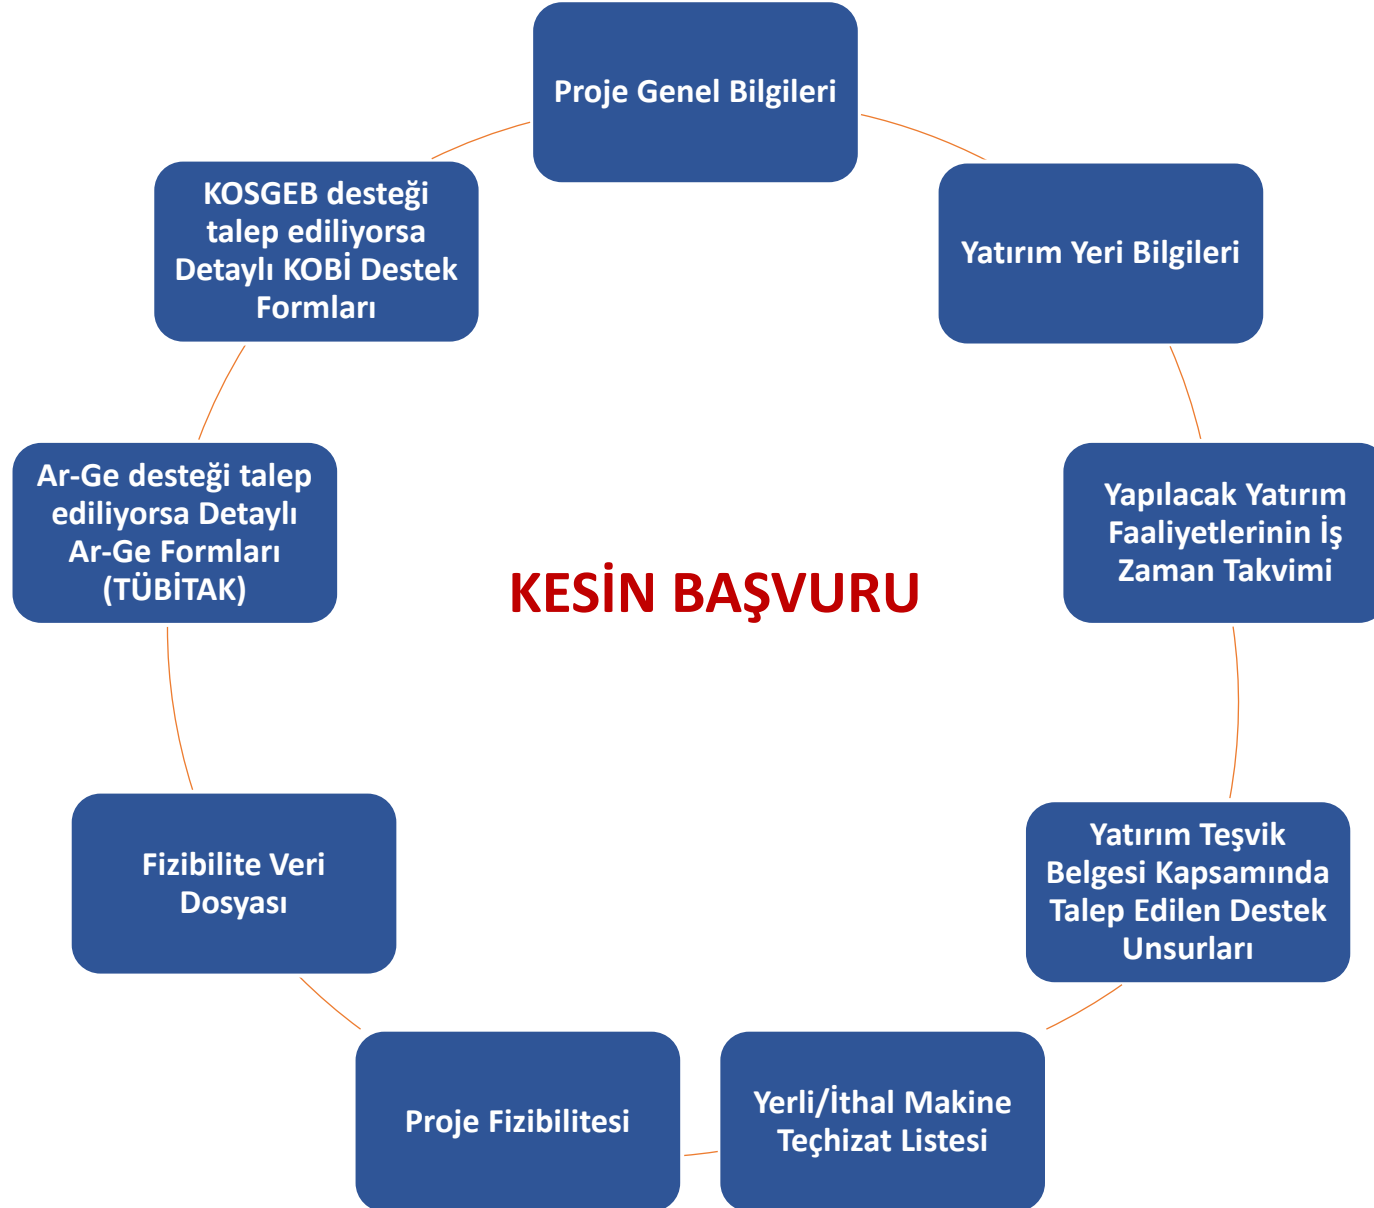 Proje Genel Bilgileri
Yatırım Yeri Bilgileri
Yapılacak Yatırım
Faaliyetlerinin İş
Zaman Takvimi
Yatırım Teşvik
Belgesi Kapsamında
Talep Edilen Destek
Unsurları
Yerli/İthal Makine
Teçhizat Listesi
Proje Fizibilitesi
Fizibilite Veri
Dosyası
Ar-Ge desteği talep
ediliyorsa Detaylı
Ar-Ge Formları
(TÜBİTAK)
KOSGEB desteği
talep ediliyorsa
Detaylı KOBİ Destek
Formları
KESİN BAŞVURU